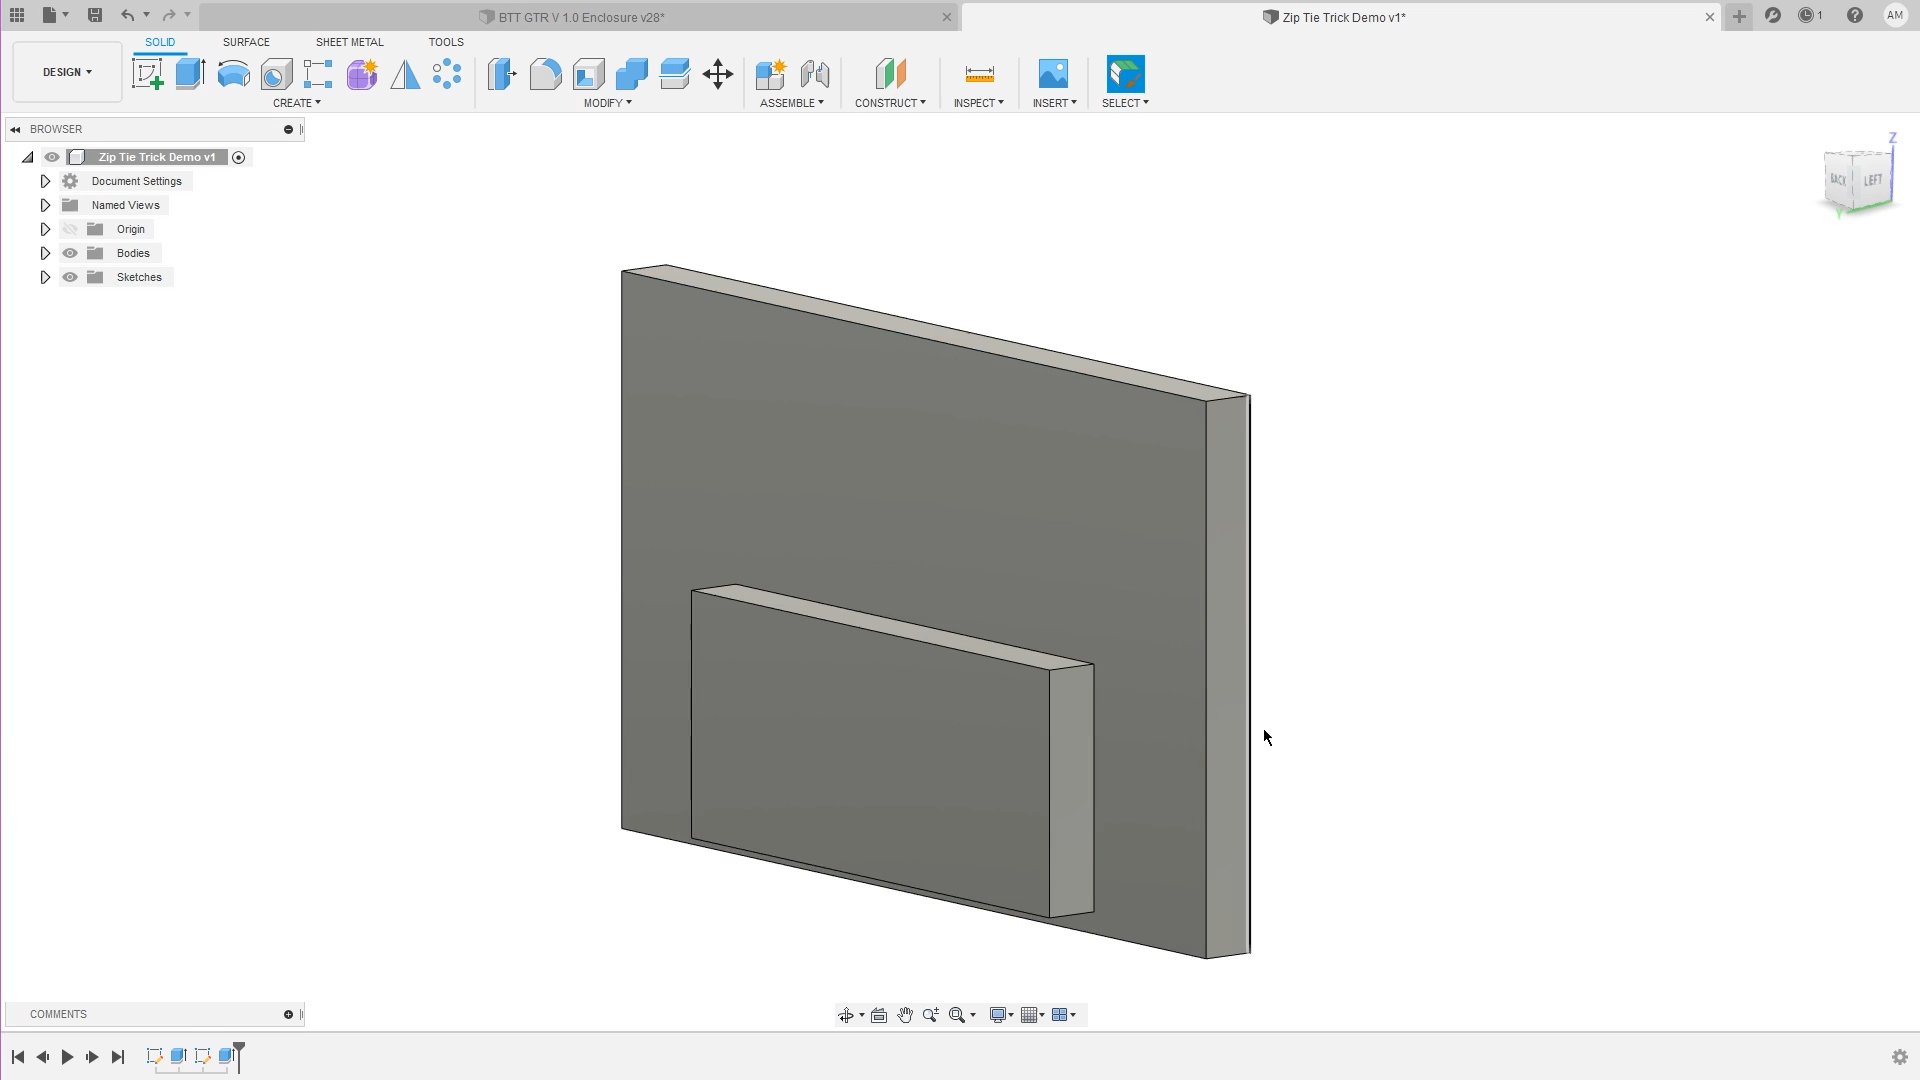 BTT GTR V 1.0 Enclosure v28*
Zip Tie Trick Demo v1*
1
AM
DESIGN
SOLID
SURFACE
SHEET METAL
TOOLS
CREATE
MODIFY
ASSEMBLE
CONSTRUCT
INSPECT
INSERT
SELECT
BROWSER
Zip Tie Trick Demo v1
Document Settings
Named Views
Origin
Bodies
Sketches
Z
BACK
LEFT
Y
COMMENTS